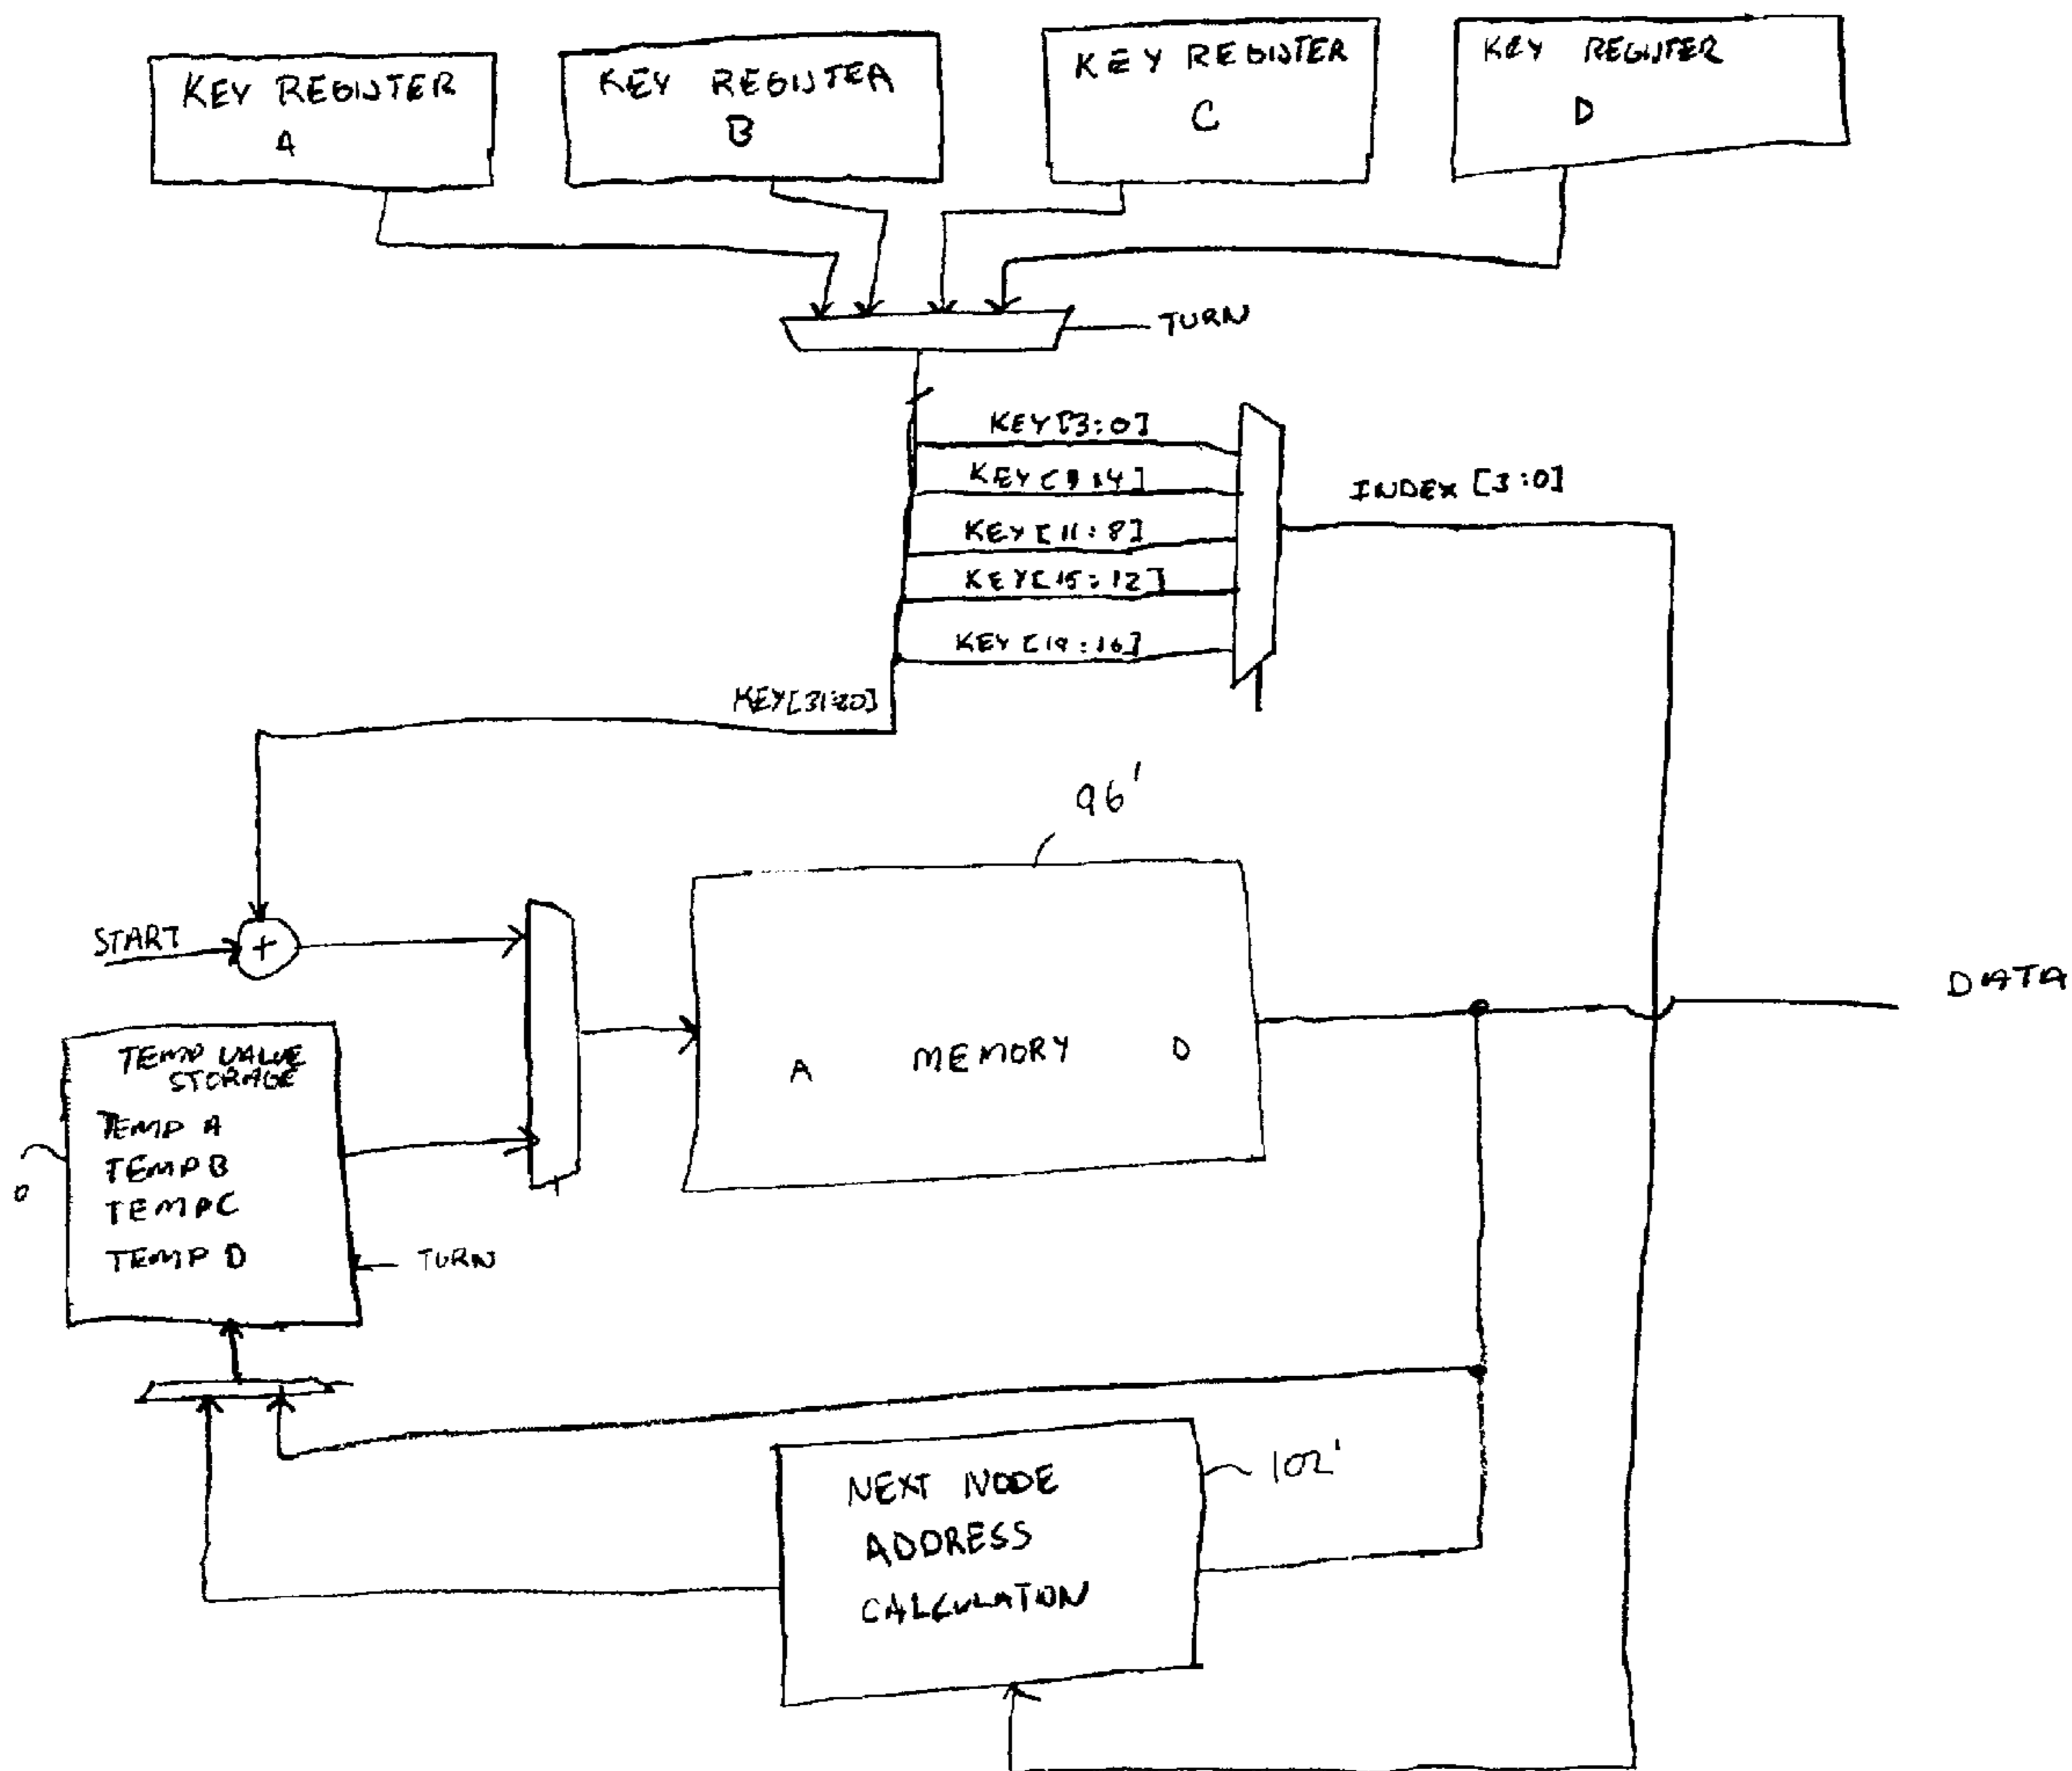 KEY REGISTER
A
KEY REGISTER
B
KEY REGISTER
C
KEY REGISTER
D
TURN
KEY[3:0]
KEY[11:8]
KEY[15:12]
KEY[19:16]
INDEX [3:0]
KEY[31:20]
96'
START
+
A MEMORY D
DATA
TEMP VALUE
STORAGE
TEMP A
TEMP B
TEMP C
TEMP D
TURN
NEXT NODE
ADDRESS
CALCULATON
102'